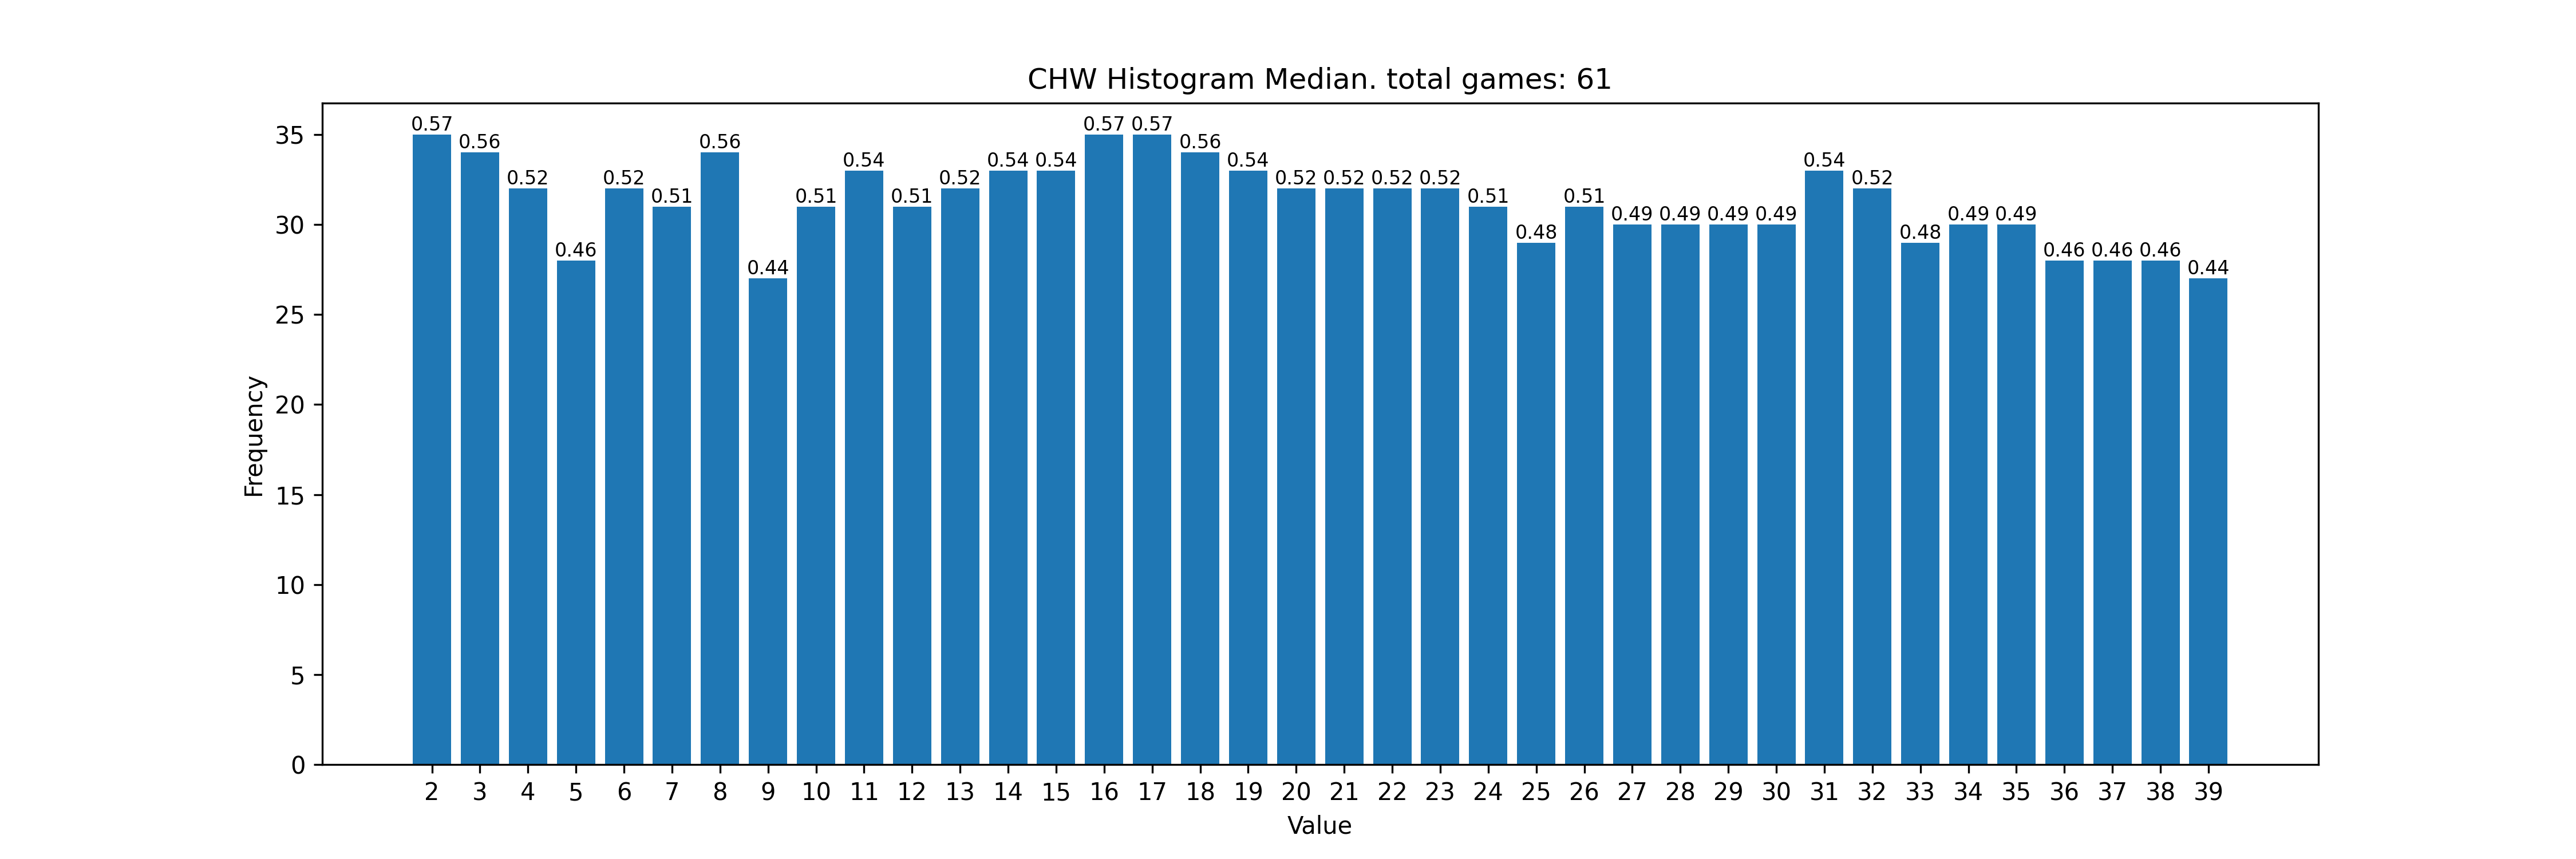 CHW Histogram Median. total games: 61
0.57 0.56 0.52 0.46 0.52 0.51 0.56 0.44 0.51 0.54 0.51 0.52 0.54 0.54 0.57 0.57 0.56 0.54 0.52 0.52 0.52 0.52 0.51 0.48 0.51 0.49 0.49 0.49 0.49 0.54 0.52 0.48 0.49 0.49 0.46 0.46 0.46 0.44
35
30
25
20
15
10
5
0
Frequency
2 3 4 5 6 7 8 9 10 11 12 13 14 15 16 17 18 19 20 21 22 23 24 25 26 27 28 29 30 31 32 33 34 35 36 37 38 39
Value